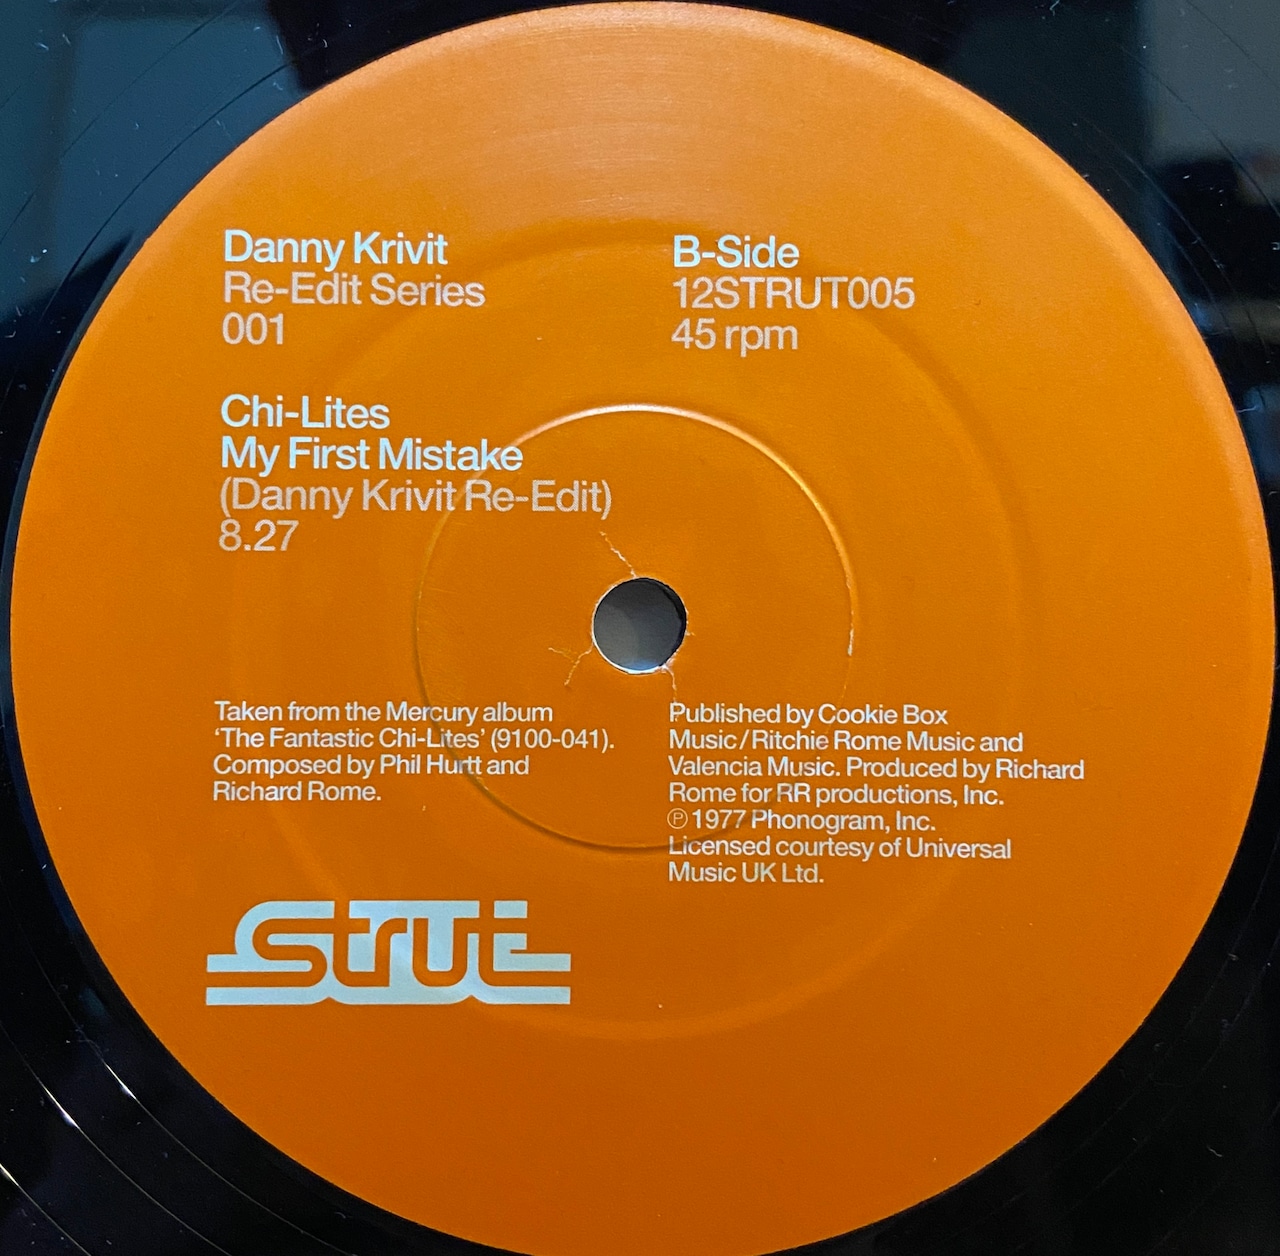 Danny Krivit
Re-Edit Series
001
B-Side
12STRUT005
45 rpm
Chi-Lites
My First Mistake
(Danny Krivit Re-Edit)
8.27
Taken from the Mercury album
‘The Fantastic Chi-Lites’ (9100-041).
Composed by Phil Hurtt and
Richard Rome.
Published by Cookie Box
Music/Ritchie Rome Music and
Valencia Music. Produced by Richard
Rome for RR productions, Inc.
℗ 1977 Phonogram, Inc.
Licensed courtesy of Universal
Music UK Ltd.
Strut